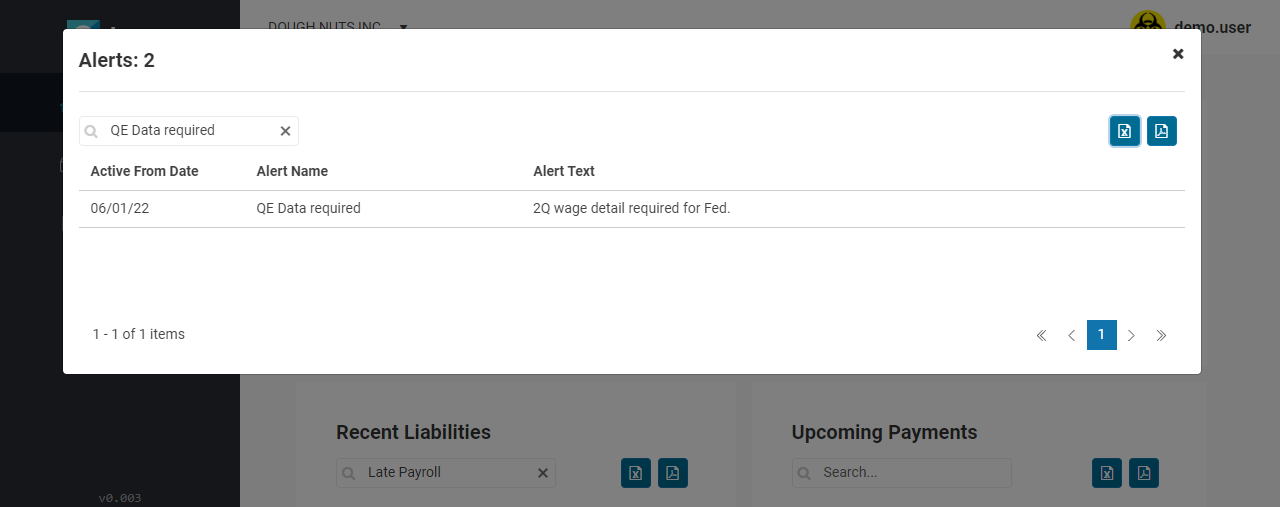 DOUGH NUTS INC
demo.user
Alerts: 2
QE Data required
Active From Date Alert Name Alert Text
06/01/22 QE Data required 2Q wage detail required for Fed.
1 - 1 of 1 items
1
Recent Liabilities
Late Payroll
Upcoming Payments
Search...
v0.003